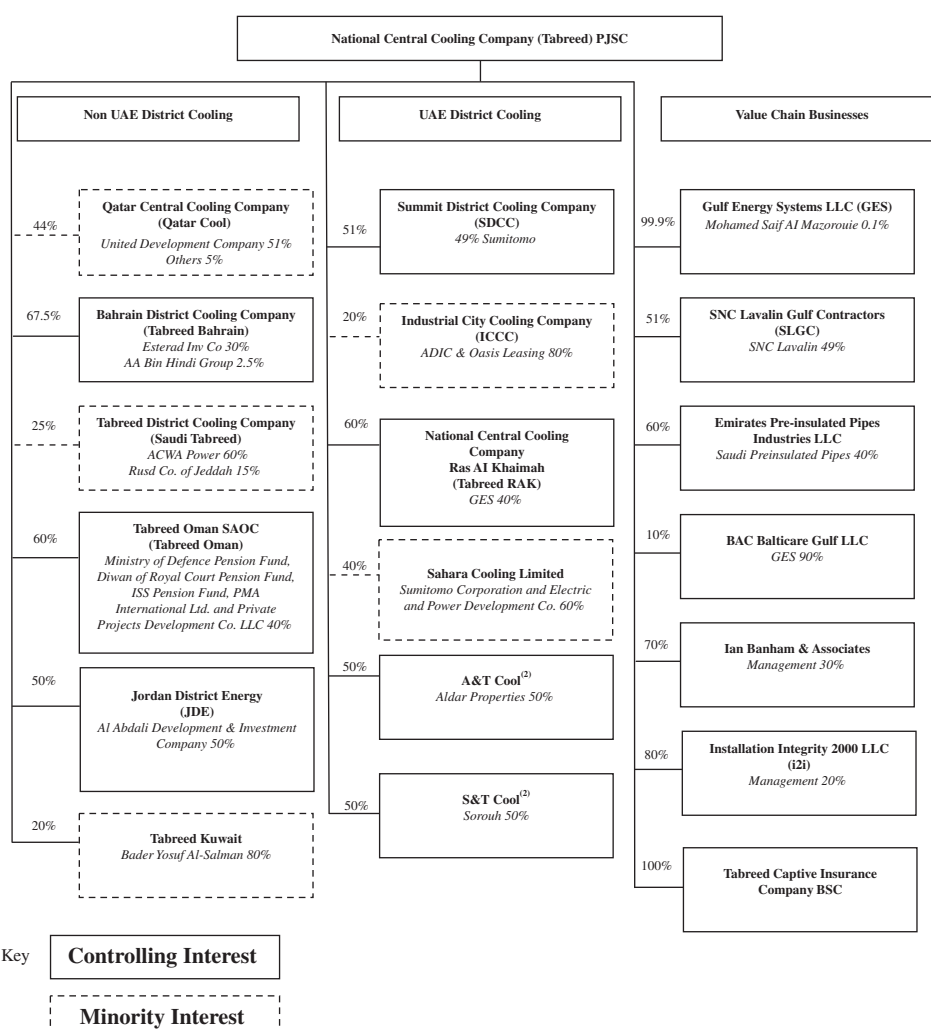 National Central Cooling Company (Tabreed) PJSC
Non UAE District Cooling
44%
Qatar Central Cooling Company
(Qatar Cool)
United Development Company 51%
Others 5%
67.5%
Bahrain District Cooling Company
(Tabreed Bahrain)
Esterad Inv Co 30%
AA Bin Hindi Group 2.5%
25%
Tabreed District Cooling Company
(Saudi Tabreed)
ACWA Power 60%
Rusd Co. of Jeddah 15%
60%
Tabreed Oman SAOC
(Tabreed Oman)
Ministry of Defence Pension Fund,
Diwan of Royal Court Pension Fund,
ISS Pension Fund, PMA
International Ltd. and Private
Projects Development Co. LLC 40%
50%
Jordan District Energy
(JDE)
Al Abdali Development & Investment
Company 50%
20%
Tabreed Kuwait
Bader Yosuf Al-Salman 80%
UAE District Cooling
51%
Summit District Cooling Company
(SDCC)
49% Sumitomo
20%
Industrial City Cooling Company
(ICCC)
ADIC & Oasis Leasing 80%
60%
National Central Cooling
Company
Ras AI Khaimah
(Tabreed RAK)
GES 40%
40%
Sahara Cooling Limited
Sumitomo Corporation and Electric
and Power Development Co. 60%
50%
A&T Cool(2)
Aldar Properties 50%
50%
S&T Cool(2)
Sorouh 50%
Value Chain Businesses
99.9%
Gulf Energy Systems LLC (GES)
Mohamed Saif AI Mazorouie 0.1%
51%
SNC Lavalin Gulf Contractors
(SLGC)
SNC Lavalin 49%
60%
Emirates Pre-insulated Pipes
Industries LLC
Saudi Preinsulated Pipes 40%
10%
BAC Balticare Gulf LLC
GES 90%
70%
Ian Banham & Associates
Management 30%
80%
Installation Integrity 2000 LLC
(i2i)
Management 20%
100%
Tabreed Captive Insurance
Company BSC
Key
Controlling Interest
Minority Interest